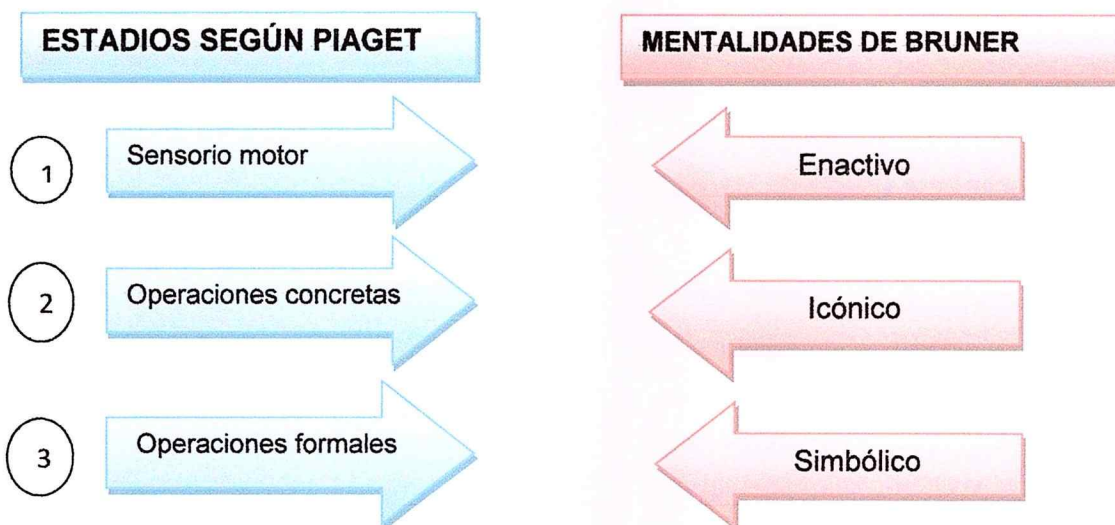 ESTADIOS SEGÚN PIAGET
MENTALIDADES DE BRUNER
1
Sensorio motor
Enactivo
2
Operaciones concretas
Icónico
3
Operaciones formales
Simbólico